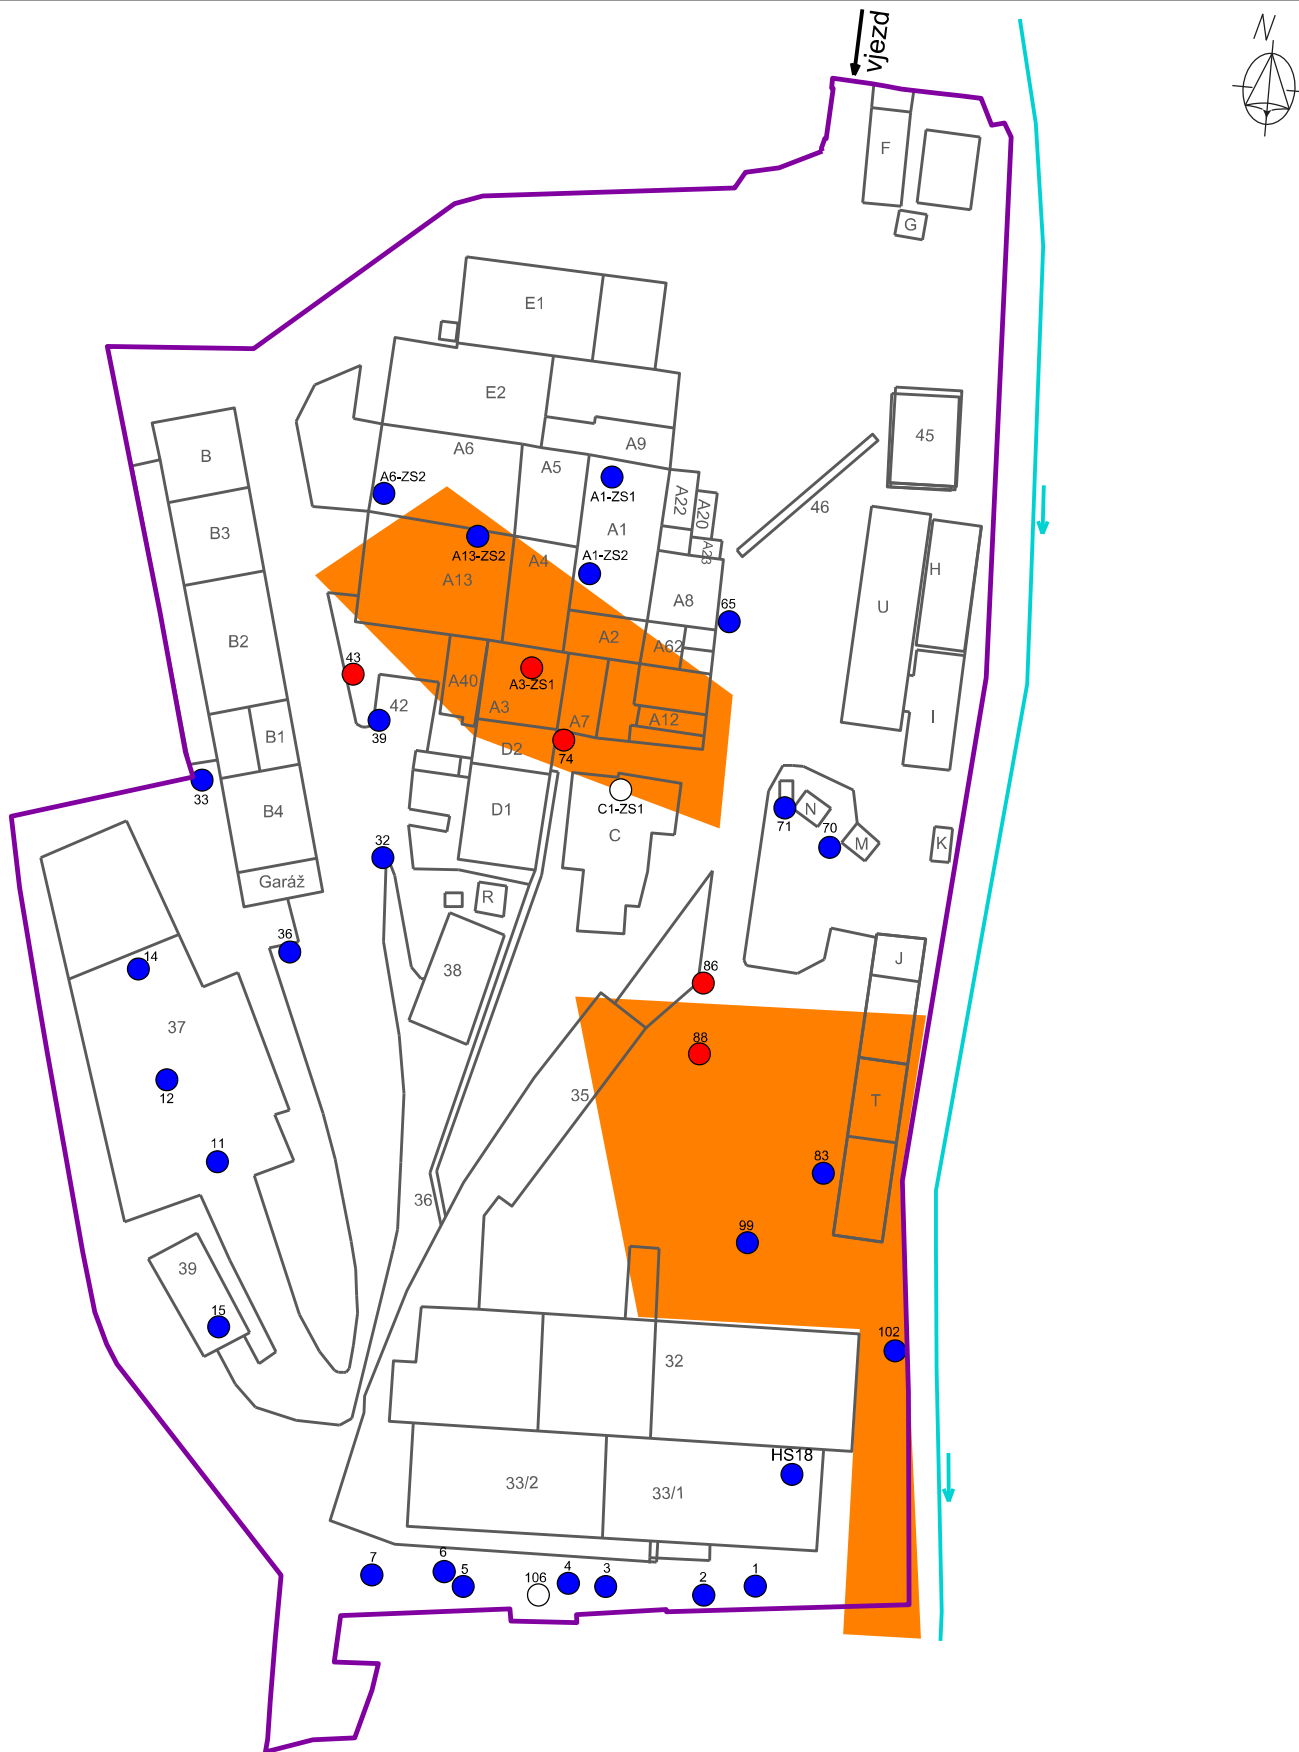 vjezd
N
F
G
E1
E2
A9
45
A6
A5
B
A6-ZS2
A1-ZS1
A22
A20
46
A1
B3
A13-ZS2
A4
A1-ZS2
A23
A13
H
A8
U
65
B2
A2
A62
43
A3-ZS1
A40
42
A3
A7
A12
I
39
B1
D2
74
33
C1-ZS1
B4
D1
C
71
N
70
M
K
32
Garáž
R
36
14
38
J
86
37
88
35
12
T
11
83
36
99
39
15
102
32
HS18
33/2
33/1
7
6
5
106
4
3
2
1